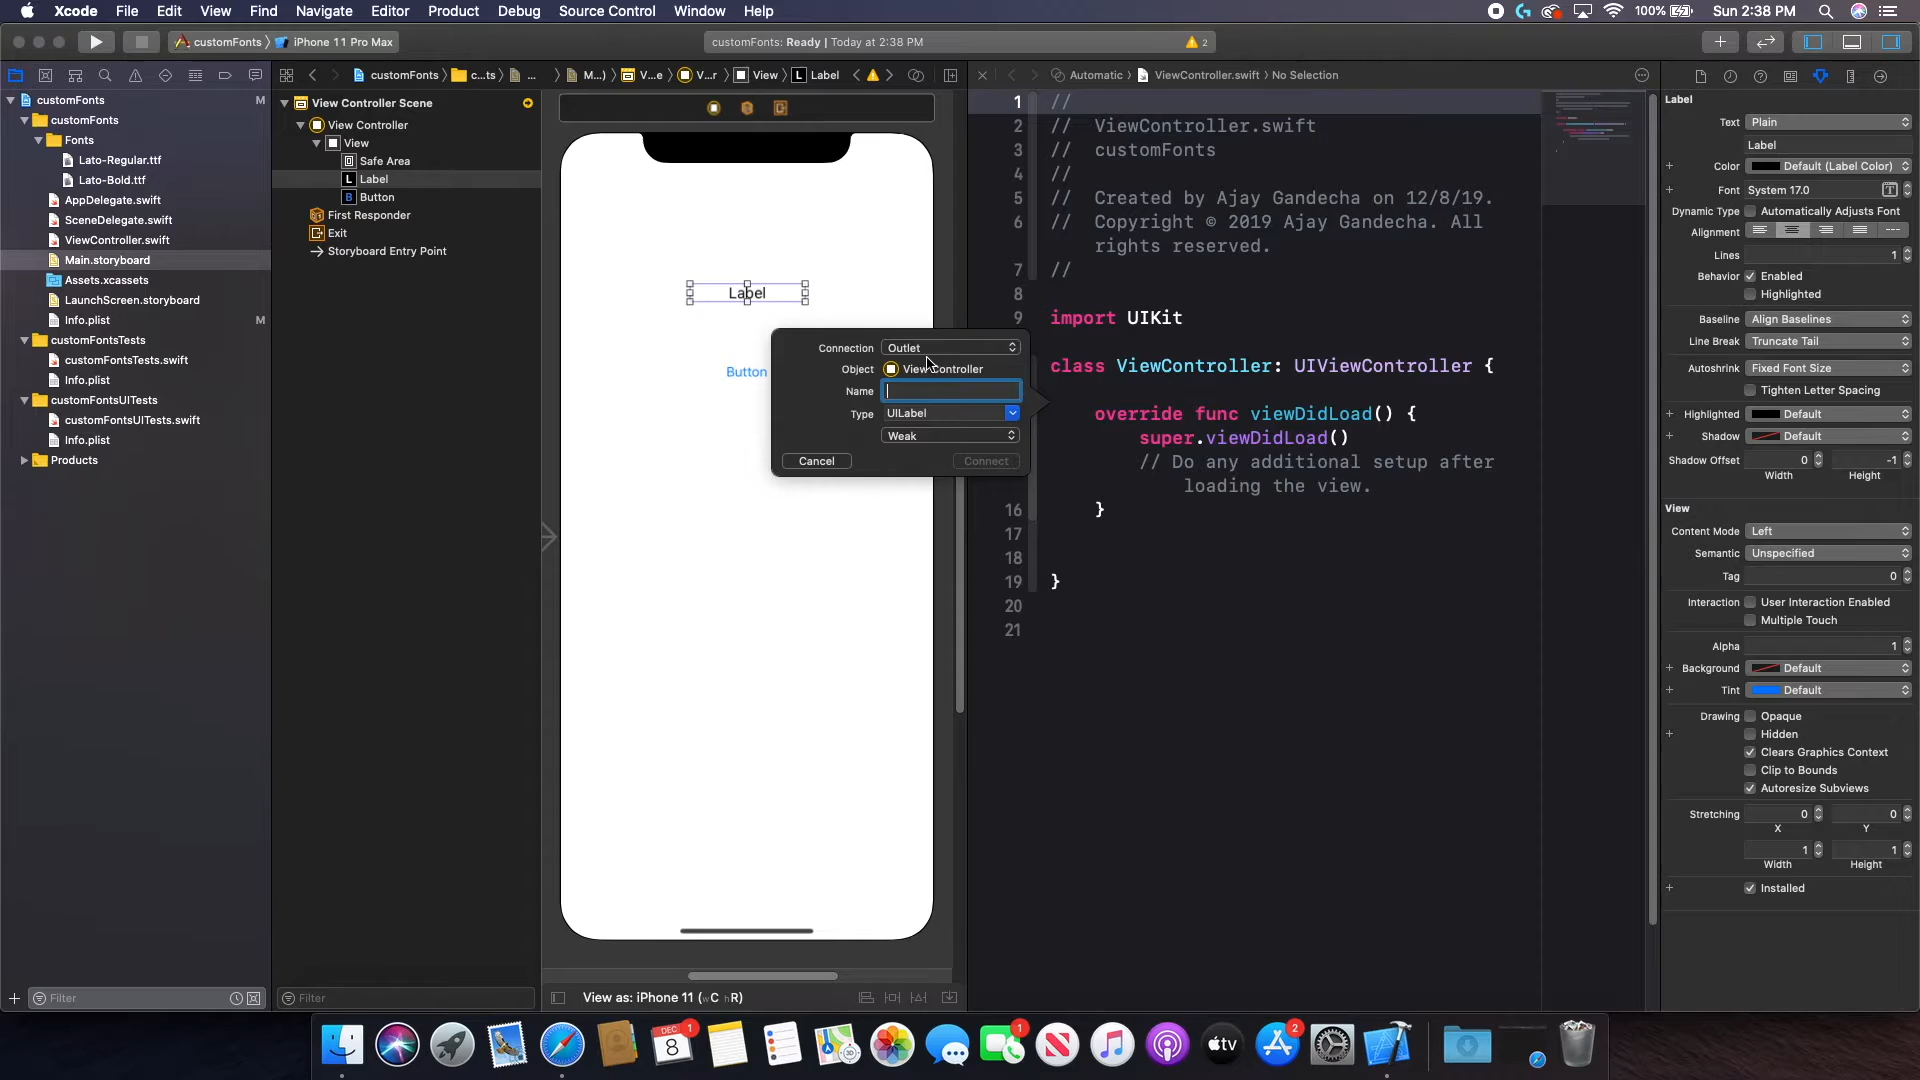 Xcode File Edit View Find Navigate Editor Product Debug Source Control Window Help
100% Sun 2:38 PM
customFonts iPhone 11 Pro Max
customFonts: Ready | Today at 2:38 PM
2
customFonts c...ts ... M...) V...e V...r View Label
Automatic ViewController.swift No Selection
customFonts M
customFonts
Fonts
Lato-Regular.ttf
Lato-Bold.ttf
AppDelegate.swift
SceneDelegate.swift
ViewController.swift
Main.storyboard
Assets.xcassets
LaunchScreen.storyboard
Info.plist M
customFontsTests
customFontsTests.swift
Info.plist
customFontsUITests
customFontsUITests.swift
Info.plist
Products
Filter
View Controller Scene
View Controller
View
Safe Area
L Label
B Button
First Responder
Exit
Storyboard Entry Point
Filter
Label
Button
Connection Outlet
Object View Controller
Name
Type UILabel
Weak
Cancel Connect
View as: iPhone 11 (wC hR)
1 //
2 // ViewController.swift
3 // customFonts
4 //
5 // Created by Ajay Gandecha on 12/8/19.
6 // Copyright © 2019 Ajay Gandecha. All
rights reserved.
7 //
8
9 import UIKit
class ViewController: UIViewController {
override func viewDidLoad() {
super.viewDidLoad()
// Do any additional setup after
loading the view.
16 }
17
18
19 }
20
21
Label
Text Plain
Label
Color Default (Label Color)
Font System 17.0
Dynamic Type Automatically Adjusts Font
Alignment
Lines 1
Behavior Enabled
Highlighted
Baseline Align Baselines
Line Break Truncate Tail
Autoshrink Fixed Font Size
Tighten Letter Spacing
Highlighted Default
Shadow Default
Shadow Offset 0 -1
Width Height
View
Content Mode Left
Semantic Unspecified
Tag 0
Interaction User Interaction Enabled
Multiple Touch
Alpha 1
Background Default
Tint Default
Drawing Opaque
Hidden
Clears Graphics Context
Clip to Bounds
Autoresize Subviews
Stretching 0 0
X Y
1 1
Width Height
Installed
DEC 1
8
1
tv
2